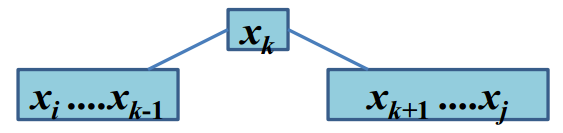 xₖ
xᵢ ....xₖ₋₁
xₖ₊₁ ....xⱼ